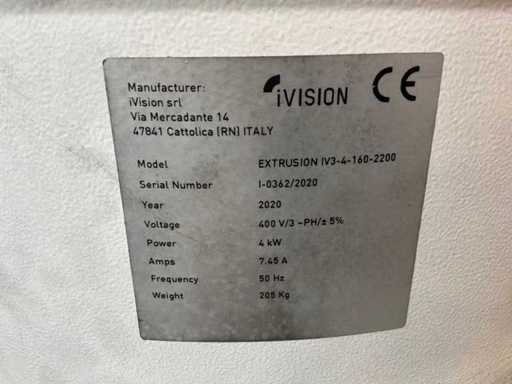 Manufacturer:
iVision srl
Via Mercadante 14
47841 Cattolica (RN) ITALY
iVISION CE
Model EXTRUSION IV3-4-160-2200
Serial Number I-0362/2020
Year 2020
Voltage 400 V/3 ~PH/± 5%
Power 4 kW
Amps 7.45 A
Frequency 50 Hz
Weight 205 Kg